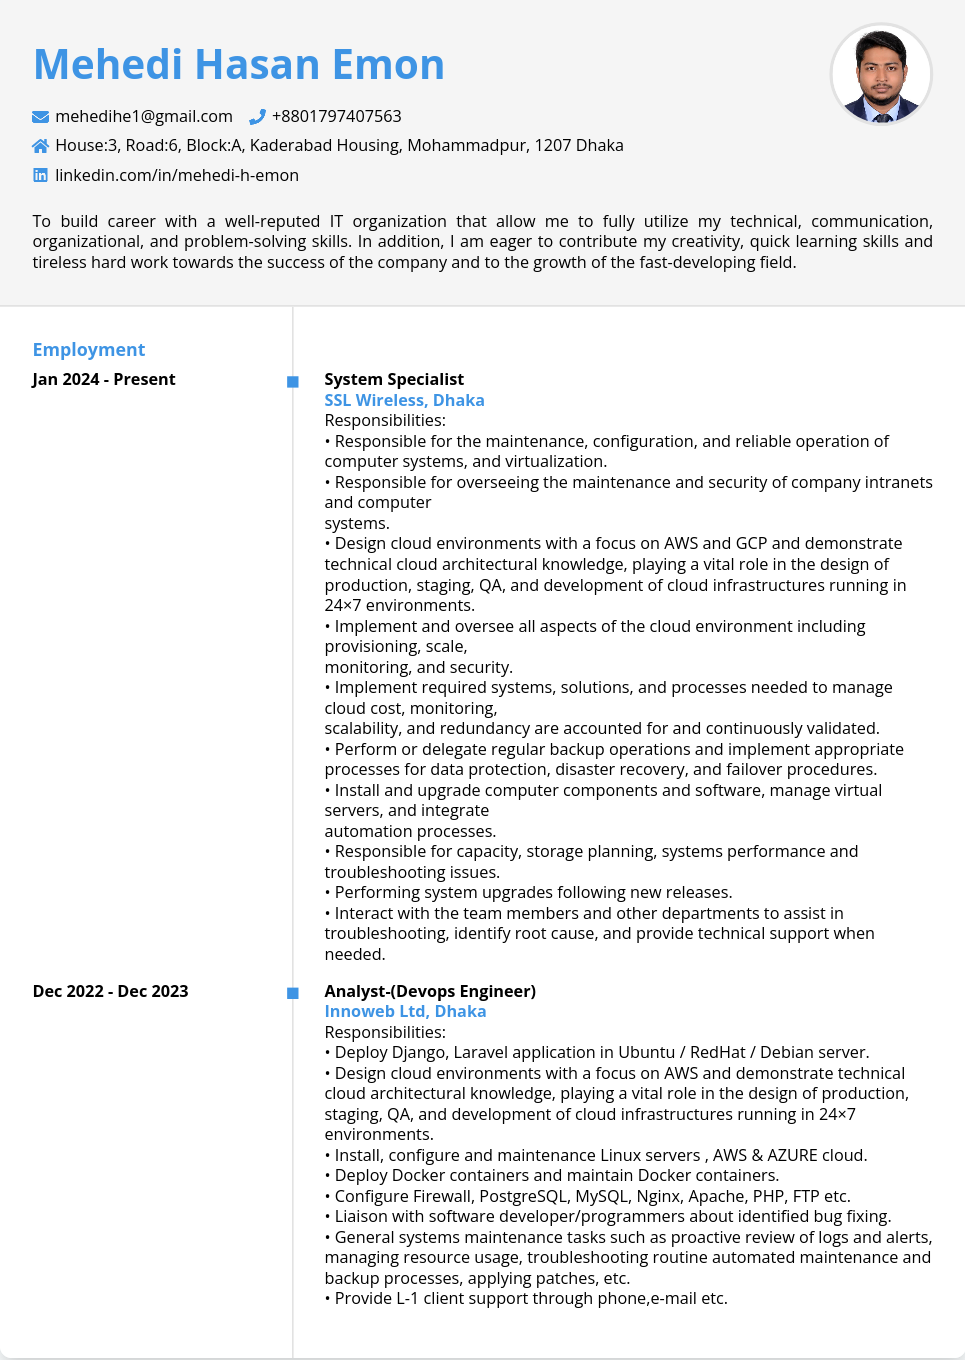 Mehedi Hasan Emon
mehedihe1@gmail.com +8801797407563
House:3, Road:6, Block:A, Kaderabad Housing, Mohammadpur, 1207 Dhaka
linkedin.com/in/mehedi-h-emon
To build career with a well-reputed IT organization that allow me to fully utilize my technical, communication,
organizational, and problem-solving skills. In addition, I am eager to contribute my creativity, quick learning skills and
tireless hard work towards the success of the company and to the growth of the fast-developing field.
Employment
Jan 2024 - Present
System Specialist
SSL Wireless, Dhaka
Responsibilities:
• Responsible for the maintenance, configuration, and reliable operation of
computer systems, and virtualization.
• Responsible for overseeing the maintenance and security of company intranets
and computer
systems.
• Design cloud environments with a focus on AWS and GCP and demonstrate
technical cloud architectural knowledge, playing a vital role in the design of
production, staging, QA, and development of cloud infrastructures running in
24×7 environments.
• Implement and oversee all aspects of the cloud environment including
provisioning, scale,
monitoring, and security.
• Implement required systems, solutions, and processes needed to manage
cloud cost, monitoring,
scalability, and redundancy are accounted for and continuously validated.
• Perform or delegate regular backup operations and implement appropriate
processes for data protection, disaster recovery, and failover procedures.
• Install and upgrade computer components and software, manage virtual
servers, and integrate
automation processes.
• Responsible for capacity, storage planning, systems performance and
troubleshooting issues.
• Performing system upgrades following new releases.
• Interact with the team members and other departments to assist in
troubleshooting, identify root cause, and provide technical support when
needed.
Dec 2022 - Dec 2023
Analyst-(Devops Engineer)
Innoweb Ltd, Dhaka
Responsibilities:
• Deploy Django, Laravel application in Ubuntu / RedHat / Debian server.
• Design cloud environments with a focus on AWS and demonstrate technical
cloud architectural knowledge, playing a vital role in the design of production,
staging, QA, and development of cloud infrastructures running in 24×7
environments.
• Install, configure and maintenance Linux servers , AWS & AZURE cloud.
• Deploy Docker containers and maintain Docker containers.
• Configure Firewall, PostgreSQL, MySQL, Nginx, Apache, PHP, FTP etc.
• Liaison with software developer/programmers about identified bug fixing.
• General systems maintenance tasks such as proactive review of logs and alerts,
managing resource usage, troubleshooting routine automated maintenance and
backup processes, applying patches, etc.
• Provide L-1 client support through phone,e-mail etc.